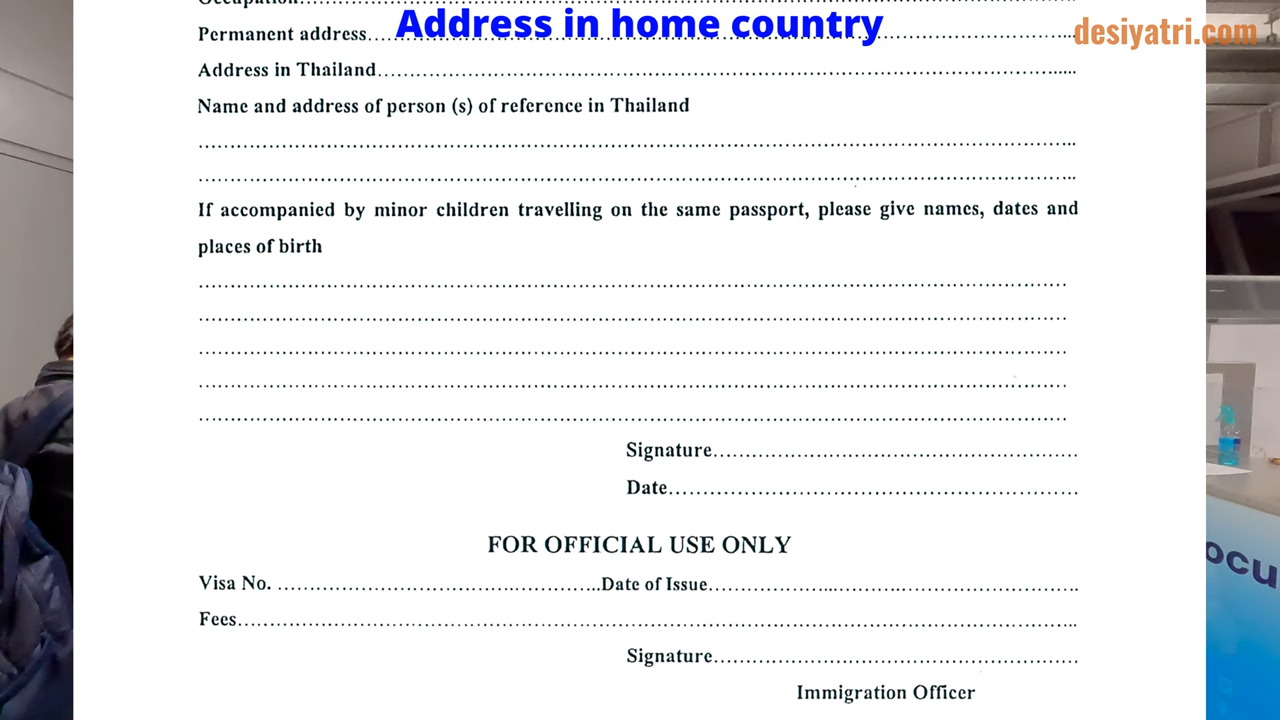 Occupation
Address in home country
desiyatri.com
Permanent address
Address in Thailand
Name and address of person (s) of reference in Thailand
If accompanied by minor children travelling on the same passport, please give names, dates and
places of birth
Signature
Date
FOR OFFICIAL USE ONLY
Visa No. Date of Issue
Fees
Signature
Immigration Officer
ocu